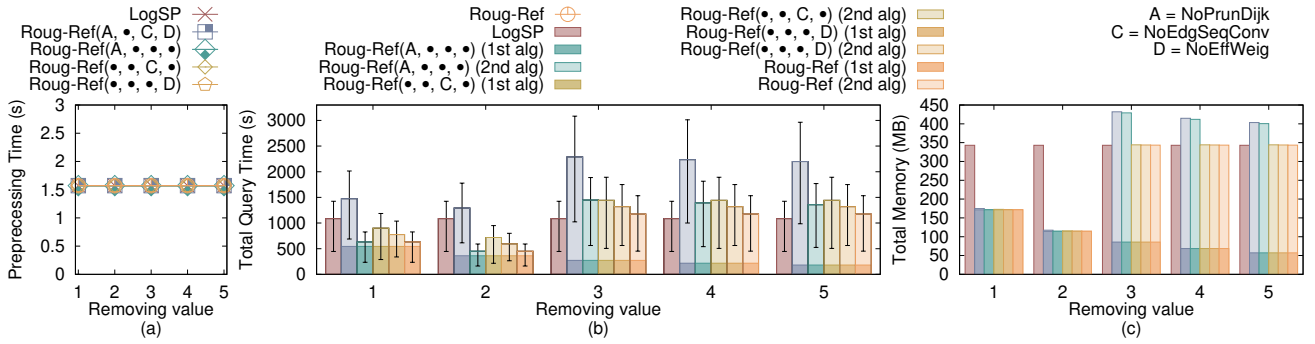 LogSP
Roug-Ref(A, •, C, D)
Roug-Ref(A, •, •, •)
Roug-Ref(•, •, C, •)
Roug-Ref(•, •, •, D)
Roug-Ref
LogSP
Roug-Ref(A, •, •, •) (1st alg)
Roug-Ref(A, •, •, •) (2nd alg)
Roug-Ref(•, •, C, •) (1st alg)
Roug-Ref(•, •, C, •) (2nd alg)
Roug-Ref(•, •, •, D) (1st alg)
Roug-Ref(•, •, •, D) (2nd alg)
Roug-Ref (1st alg)
Roug-Ref (2nd alg)
A = NoPrunDijk
C = NoEdgSeqConv
D = NoEffWeig
Preprecessing Time (s)
3
2.5
2
1.5
1
0.5
0
1 2 3 4 5
Removing value
(a)
Total Query Time (s)
3000
2500
2000
1500
1000
500
0
1 2 3 4 5
Removing value
(b)
Total Memory (MB)
450
400
350
300
250
200
150
100
50
0
1 2 3 4 5
Removing value
(c)